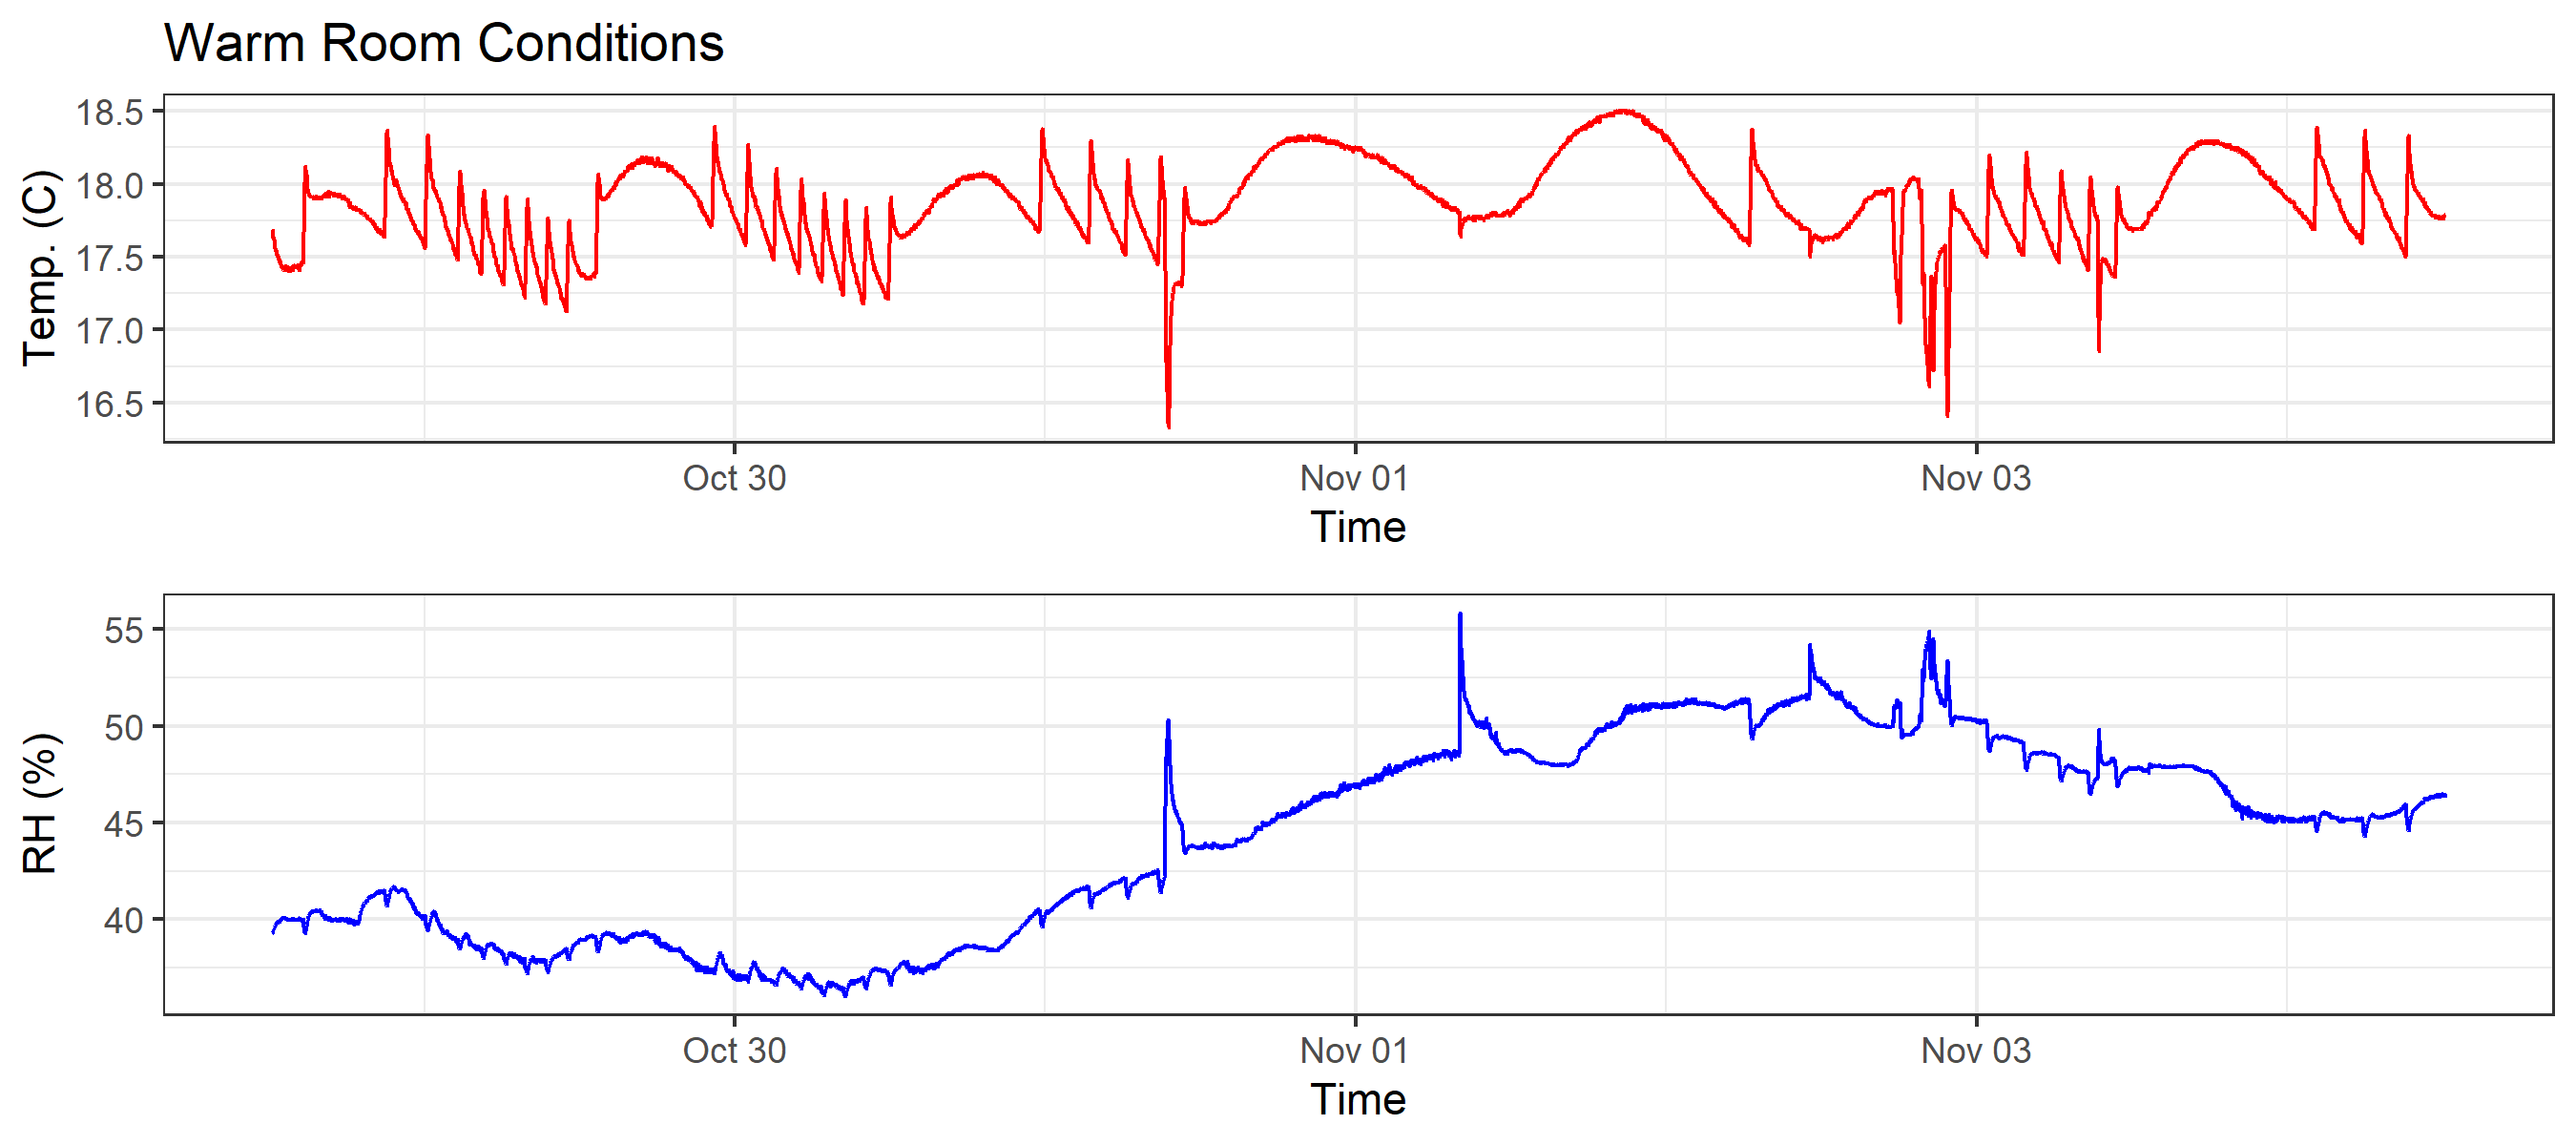 Warm Room Conditions
Temp. (C)
18.5
18.0
17.5
17.0
16.5
Oct 30 Nov 01 Nov 03
Time
RH (%)
55
50
45
40
Oct 30 Nov 01 Nov 03
Time